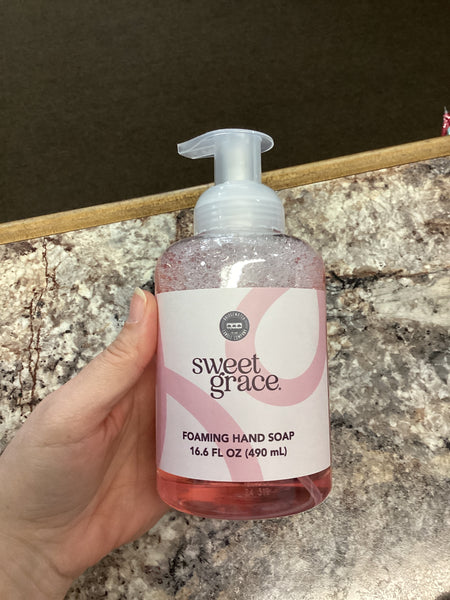 sweet
grace.
FOAMING HAND SOAP
16.6 FL OZ (490 mL)